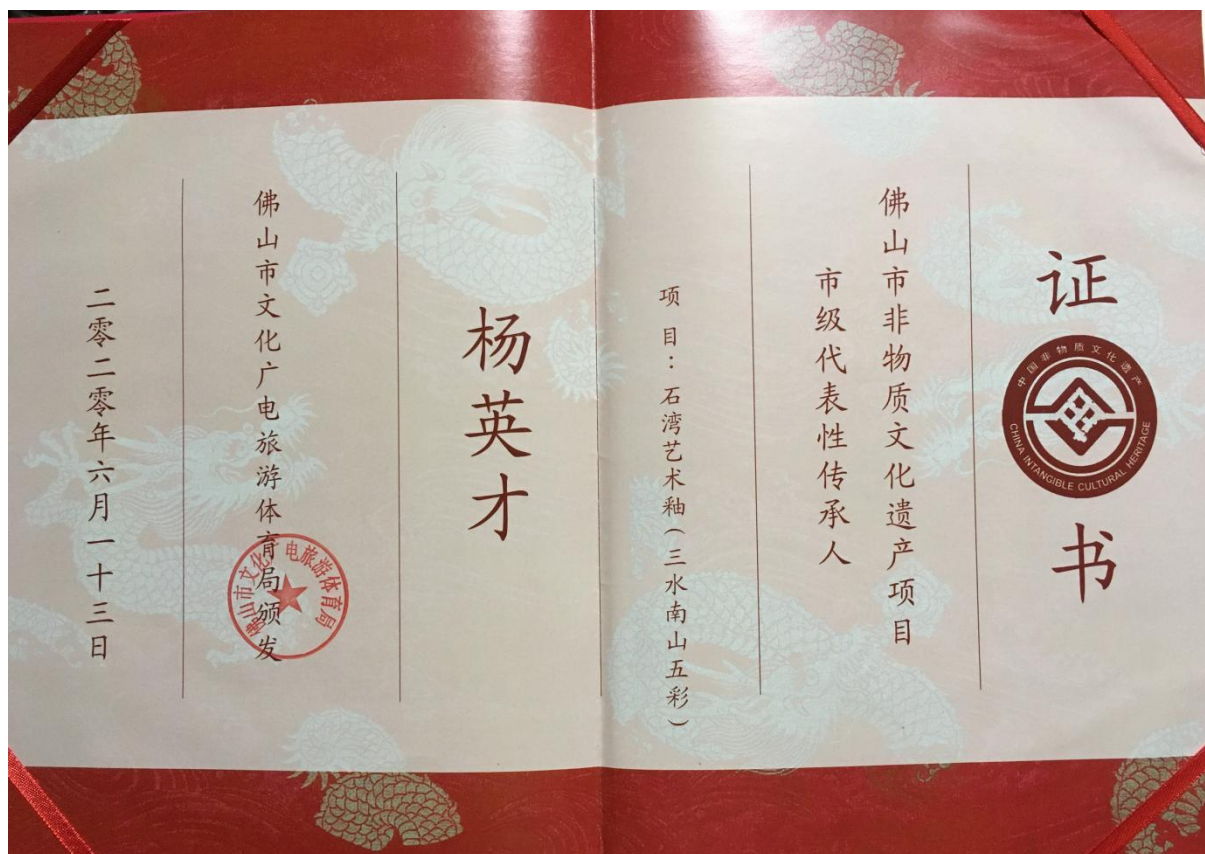 证
中国非物质文化遗产
CHINA INTANGIBLE CULTURAL HERITAGE
书
佛山市非物质文化遗产项目
市级代表性传承人
项目：石湾艺术釉（三水南山五彩）
杨英才
佛山市文化广电旅游体育局颁发
佛山市文化广电旅游体育局
二零二零年六月一十三日